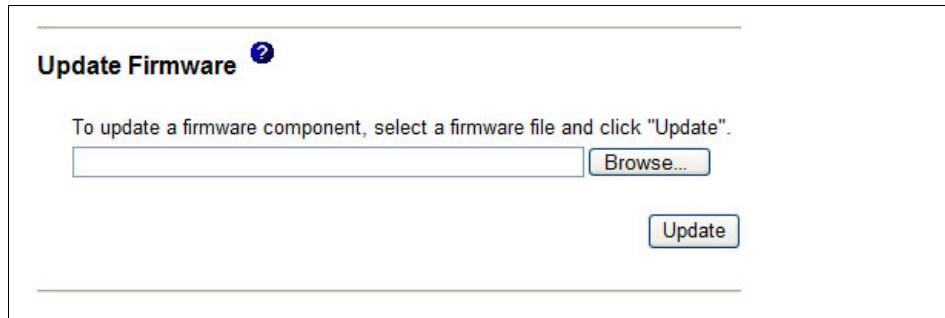 Update Firmware ?
To update a firmware component, select a firmware file and click "Update".
Browse...
Update